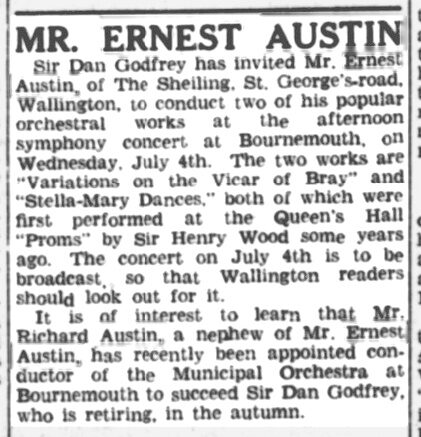 MR. ERNEST AUSTIN
Sir Dan Godfrey has invited Mr. Ernest
Austin, of The Sheiling, St. George's-road,
Wallington, to conduct two of his popular
orchestral works at the afternoon
symphony concert at Bournemouth, on
Wednesday, July 4th. The two works are
"Variations on the Vicar of Bray" and
"Stella-Mary Dances," both of which were
first performed at the Queen's Hall
"Proms" by Sir Henry Wood some years
ago. The concert on July 4th is to be
broadcast, so that Wallington readers
should look out for it.
It is of interest to learn that Mr.
Richard Austin, a nephew of Mr. Ernest
Austin, has recently been appointed con-
ductor of the Municipal Orchestra at
Bournemouth to succeed Sir Dan Godfrey,
who is retiring, in the autumn.